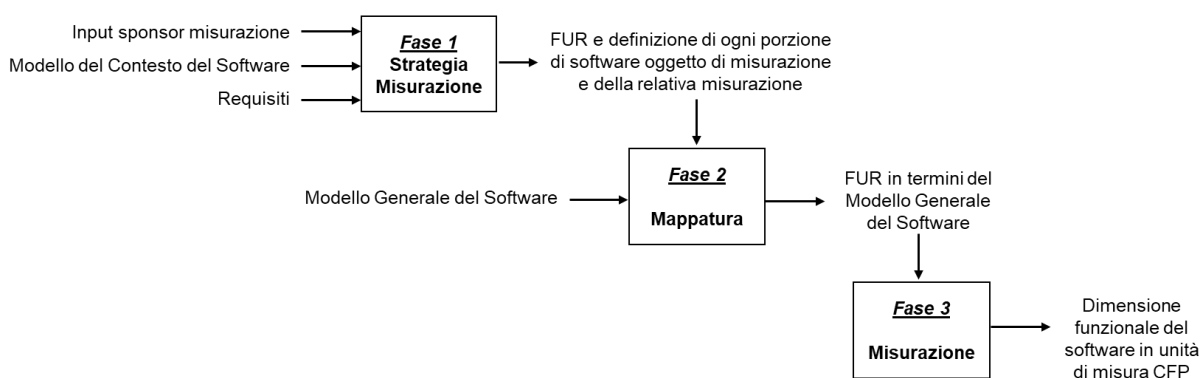 Input sponsor misurazione
Modello del Contesto del Software
Requisiti
Fase 1
Strategia
Misurazione
FUR e definizione di ogni porzione
di software oggetto di misurazione
e della relativa misurazione
Modello Generale del Software
Fase 2
Mappatura
FUR in termini del
Modello Generale
del Software
Fase 3
Misurazione
Dimensione
funzionale del
software in unità
di misura CFP